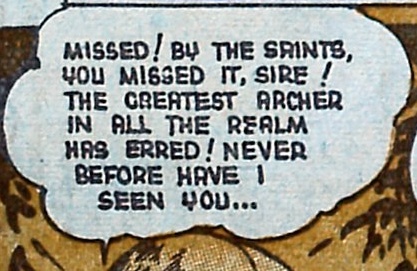 MISSED! BY THE SAINTS,
YOU MISSED IT, SIRE!
THE GREATEST ARCHER
IN ALL THE REALM
HAS ERRED! NEVER
BEFORE HAVE I
SEEN YOU...